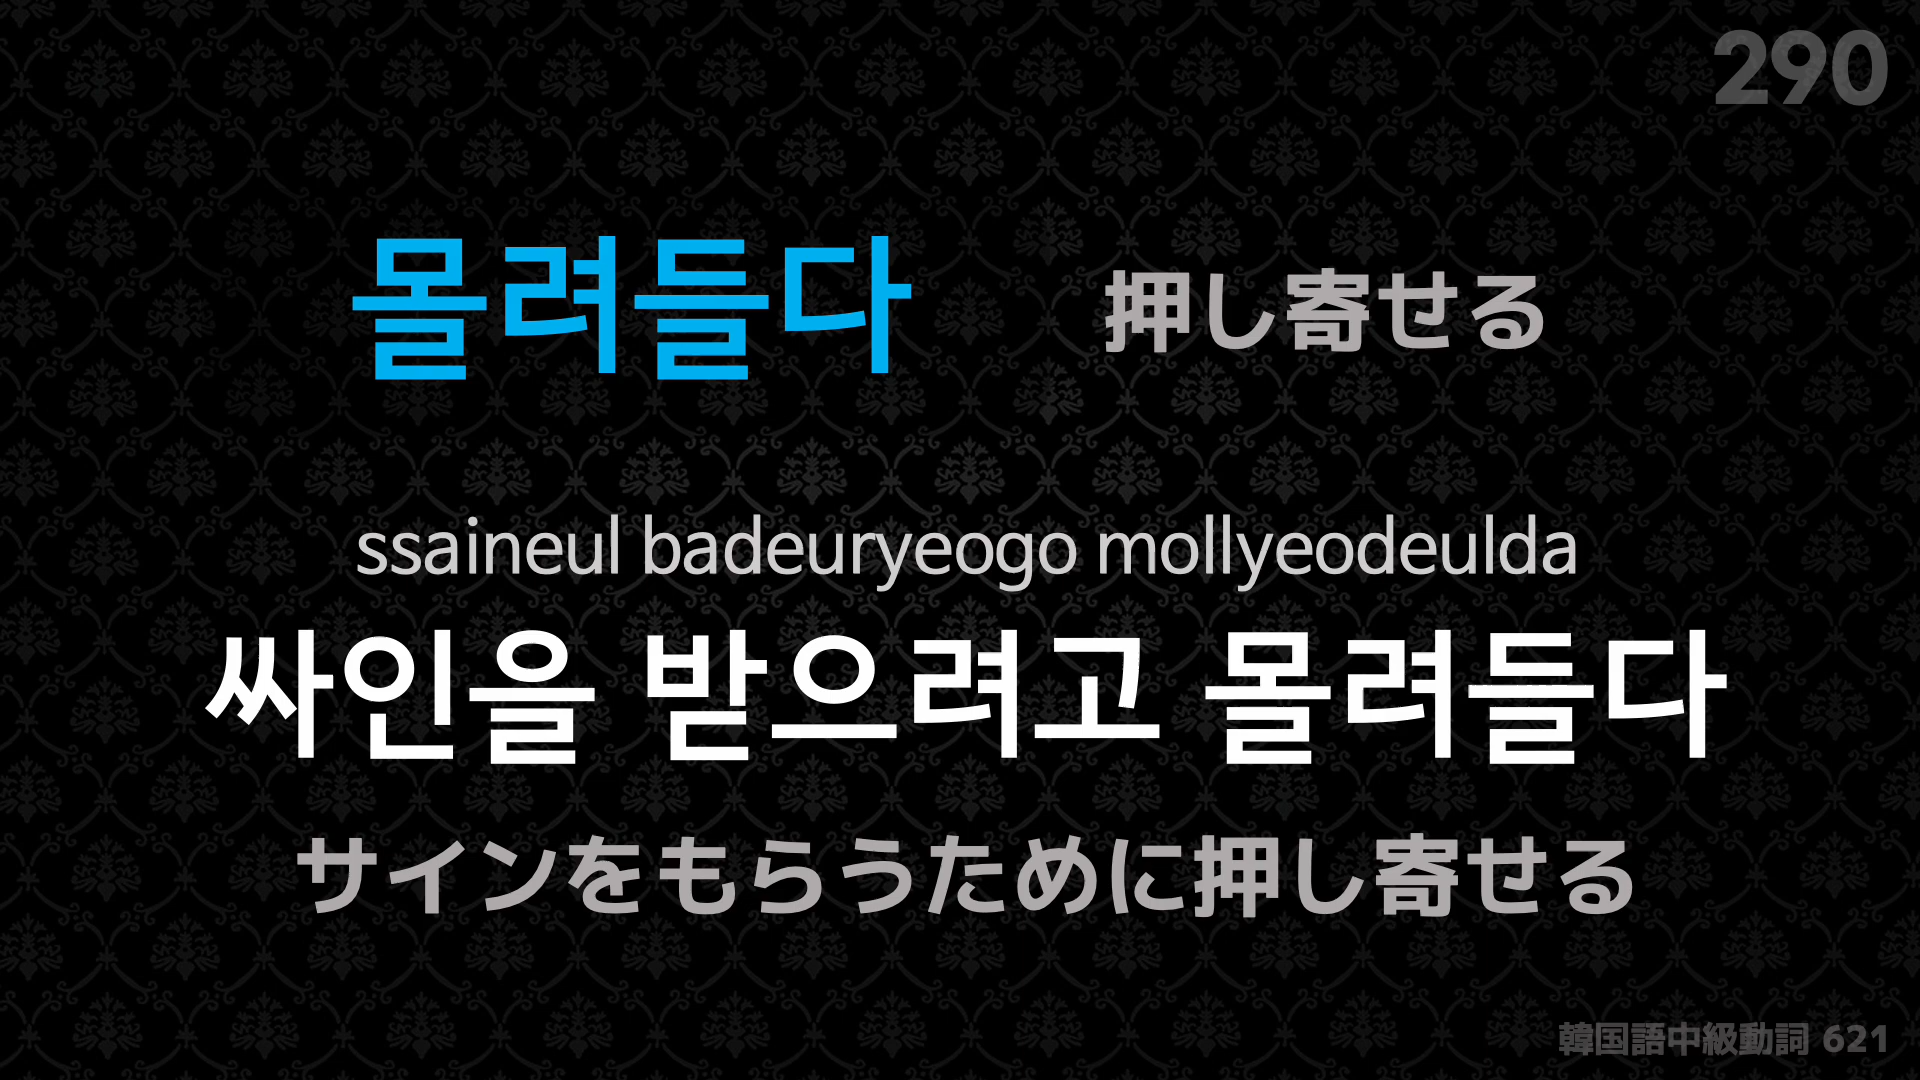 290
몰려들다 押し寄せる
ssaineul badeuryeogo mollyeodeulda
싸인을 받으려고 몰려들다
サインをもらうために押し寄せる
韓国語中級動詞 621